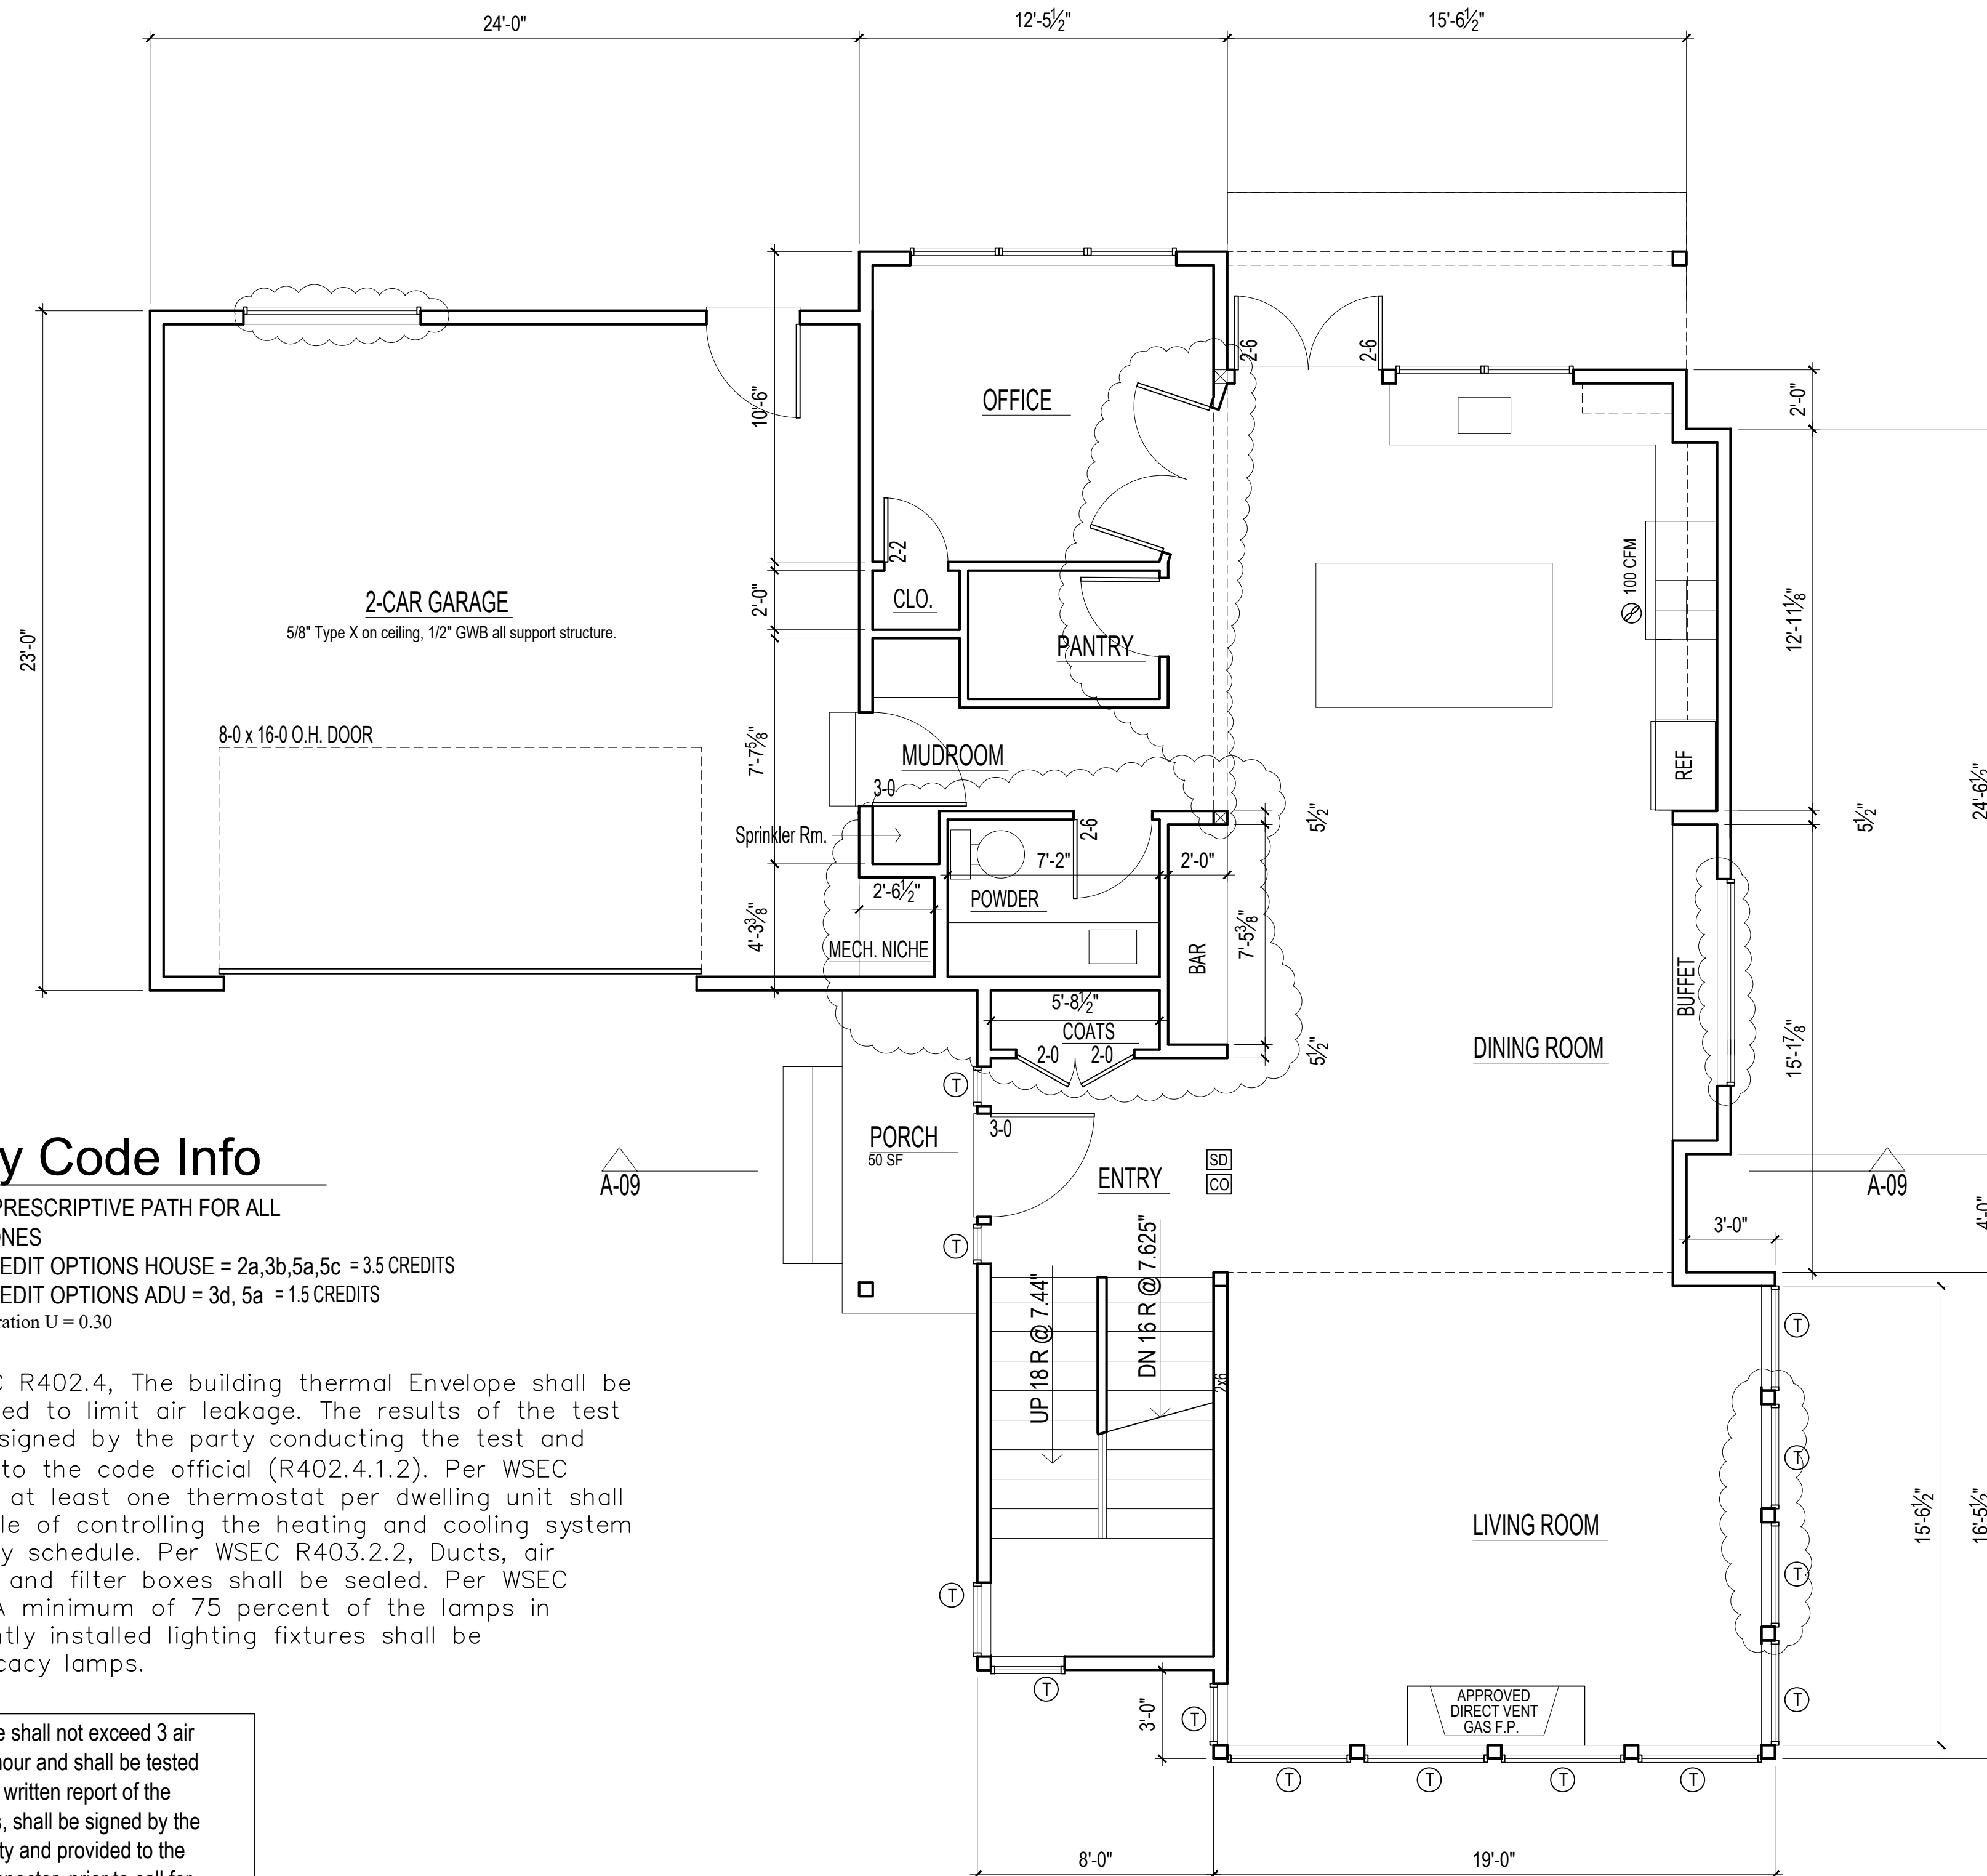 24'-0"
12'-5½"
15'-6½"
2-6
2-6
OFFICE
10'-6"
2'-0"
2-2
CLO.
2'-0"
PANTRY
100 CFM
12'-11⅛"
2-CAR GARAGE
5/8" Type X on ceiling, 1/2" GWB all support structure.
23'-0"
8-0 x 16-0 O.H. DOOR
7'-7⅝"
MUDROOM
3-0
REF
24'-6½"
5½"
5½"
Sprinkler Rm.
2-6
7'-2"
2'-0"
2'-6½"
POWDER
4'-3⅜"
MECH. NICHE
BAR
7'-5⅜"
BUFFET
5'-8½"
COATS
2-0
2-0
5½"
DINING ROOM
15'-1⅞"
T
PORCH
50 SF
3-0
ENTRY
SD
CO
A-09
A-09
4'-0"
3'-0"
T
y Code Info
PRESCRIPTIVE PATH FOR ALL
ONES
EDIT OPTIONS HOUSE = 2a,3b,5a,5c = 3.5 CREDITS
EDIT OPTIONS ADU = 3d, 5a = 1.5 CREDITS
ration U = 0.30
UP 18 R @ 7.44"
DN 16 R @ 7.625"
2x6
T
T
T
T
15'-6½"
16'-5½"
LIVING ROOM
C R402.4, The building thermal Envelope shall be
ed to limit air leakage. The results of the test
signed by the party conducting the test and
to the code official (R402.4.1.2). Per WSEC
at least one thermostat per dwelling unit shall
le of controlling the heating and cooling system
y schedule. Per WSEC R403.2.2, Ducts, air
and filter boxes shall be sealed. Per WSEC
A minimum of 75 percent of the lamps in
ntly installed lighting fixtures shall be
cacy lamps.
T
T
3'-0"
T
APPROVED
DIRECT VENT
GAS F.P.
T
T
T
T
e shall not exceed 3 air
hour and shall be tested
written report of the
s, shall be signed by the
ty and provided to the
8'-0"
19'-0"